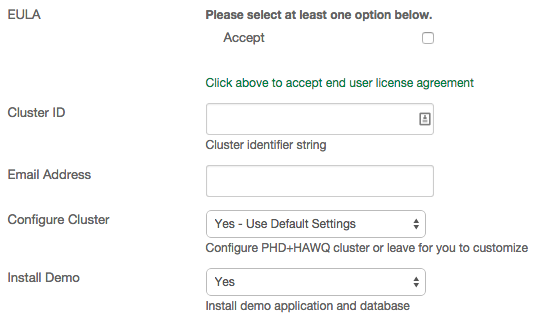 EULA
Please select at least one option below.
Accept
Click above to accept end user license agreement
Cluster ID
Cluster identifier string
Email Address
Configure Cluster
Yes - Use Default Settings
Configure PHD+HAWQ cluster or leave for you to customize
Install Demo
Yes
Install demo application and database